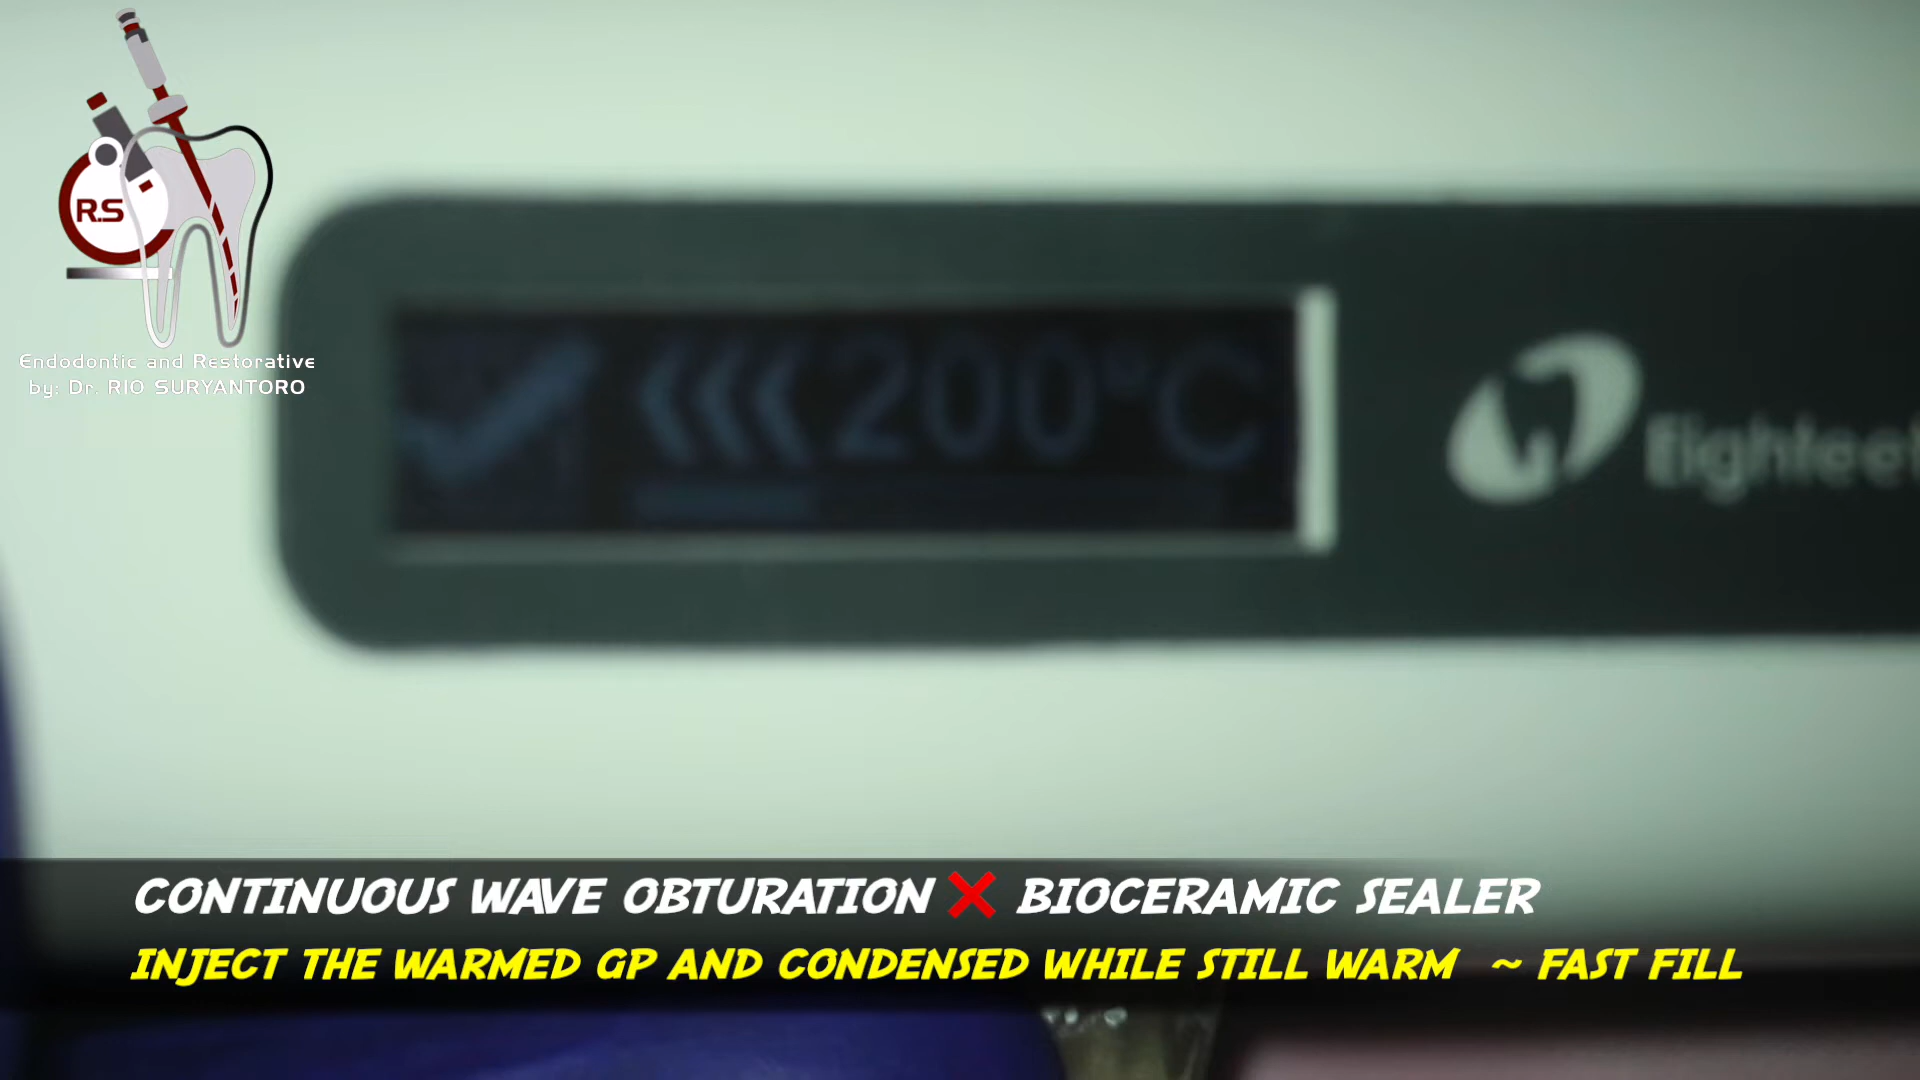 R.S
Endodontic and Restorative
by: Dr. RIO SURYANTORO
200°C
Eighteet
CONTINUOUS WAVE OBTURATION ❌ BIOCERAMIC SEALER
INJECT THE WARMED GP AND CONDENSED WHILE STILL WARM ~ FAST FILL